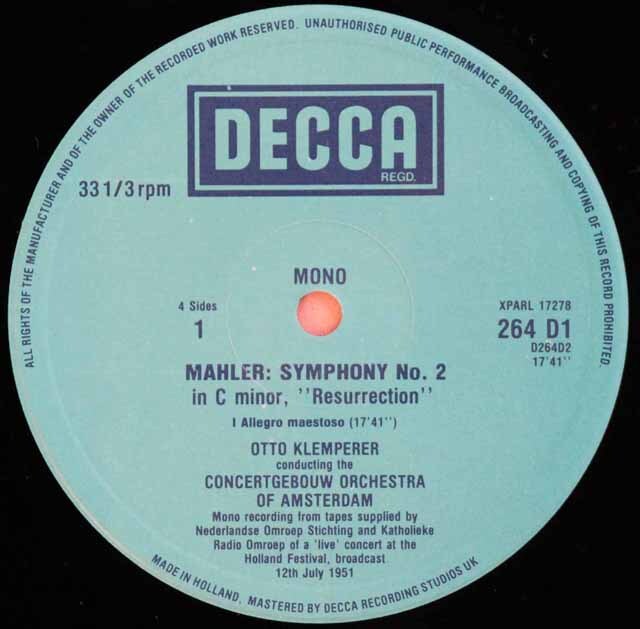 ALL RIGHTS OF THE MANUFACTURER AND OF THE OWNER OF THE RECORDED WORK RESERVED. UNAUTHORISED PUBLIC PERFORMANCE BROADCASTING AND COPYING OF THIS RECORD PROHIBITED.
DECCA
REGD.
33 1/3 rpm
MONO
4 Sides
1
XPARL 17278
264 D1
D264D2
17'41''
MAHLER: SYMPHONY No. 2
in C minor, ''Resurrection''
I Allegro maestoso (17'41'')
OTTO KLEMPERER
conducting the
CONCERTGEBOUW ORCHESTRA
OF AMSTERDAM
Mono recording from tapes supplied by
Nederlandse Omroep Stichting and Katholieke
Radio Omroep of a 'live' concert at the
Holland Festival, broadcast
12th July 1951
MADE IN HOLLAND, MASTERED BY DECCA RECORDING STUDIOS UK